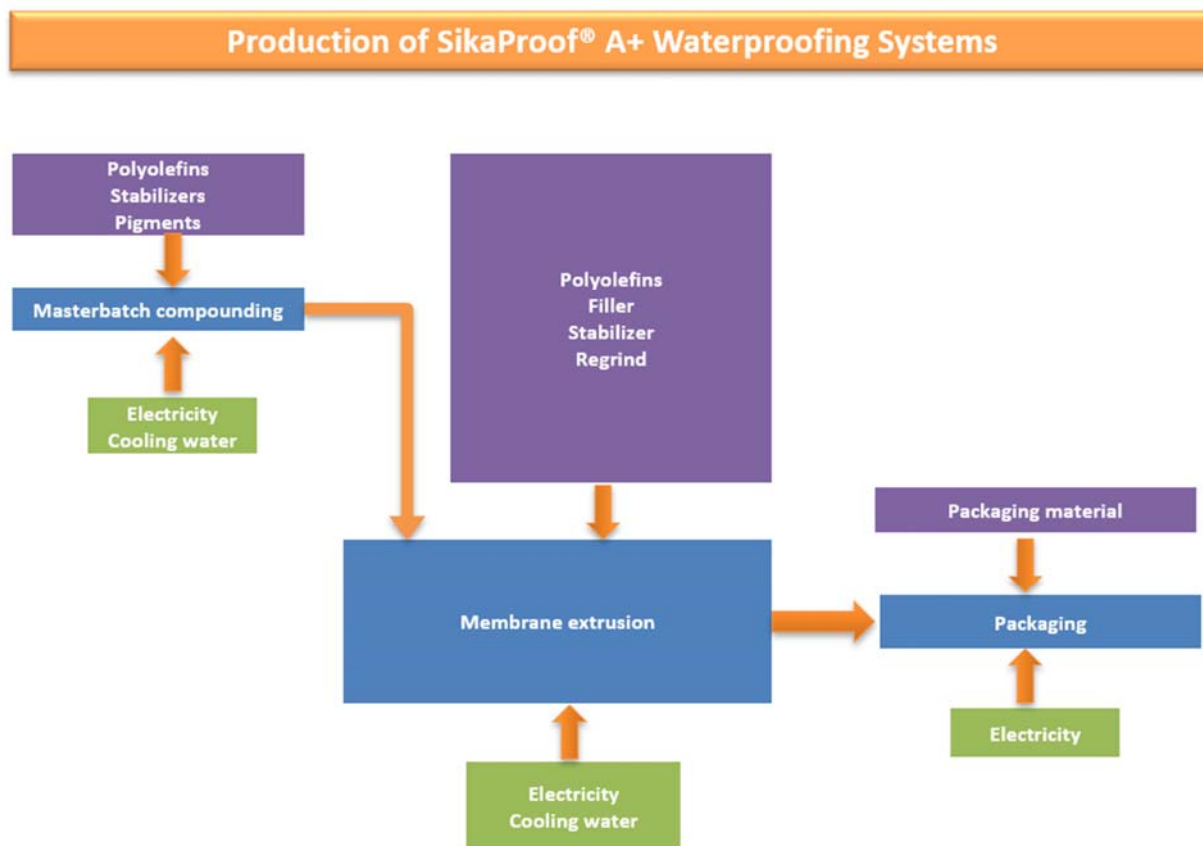 Production of SikaProof® A+ Waterproofing Systems
Polyolefins
Stabilizers
Pigments
Masterbatch compounding
Electricity
Cooling water
Polyolefins
Filler
Stabilizer
Regrind
Membrane extrusion
Electricity
Cooling water
Packaging material
Packaging
Electricity